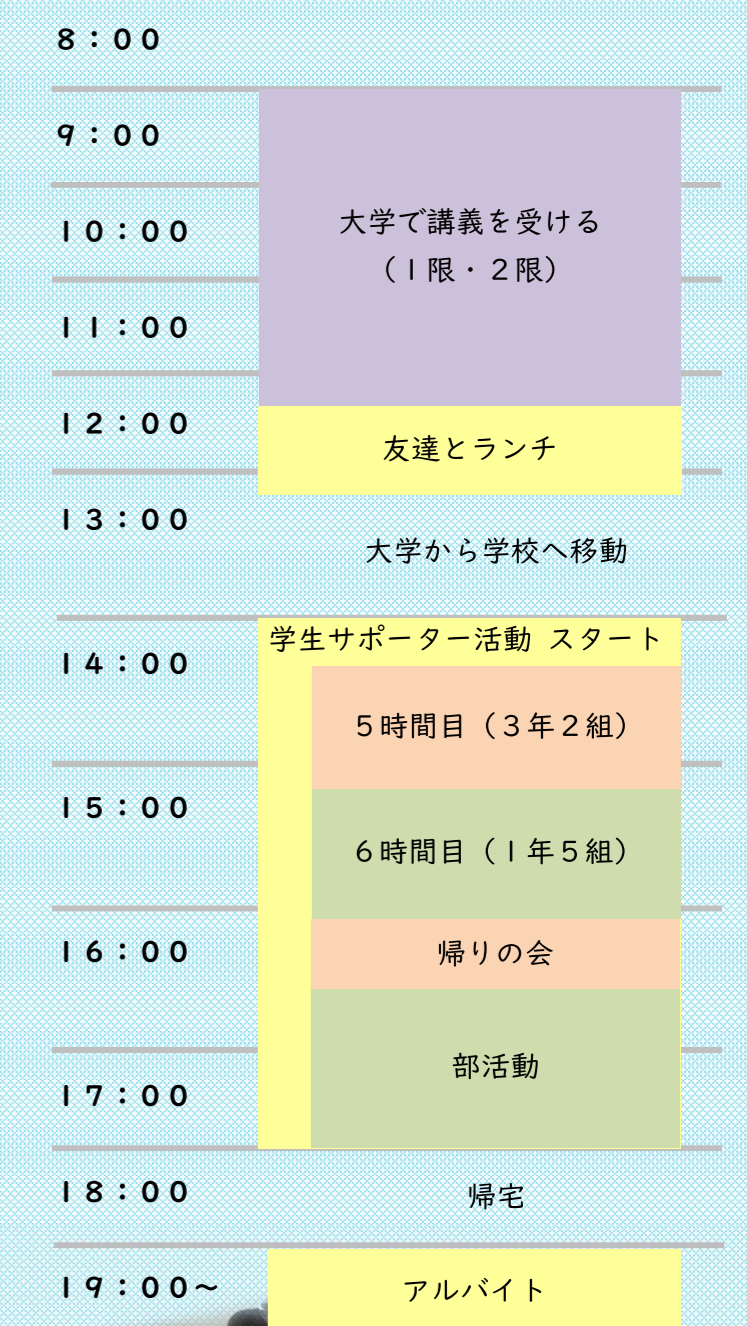 8：00
9：00
大学で講義を受ける
10：00
（1限・２限）
11：00
12：00
友達とランチ
13：00
大学から学校へ移動
学生サポーター活動 スタート
14：00
５時間目（３年２組）
15：00
６時間目（1年５組）
16：00
帰りの会
部活動
17：00
18：00
帰宅
19：00～
アルバイト